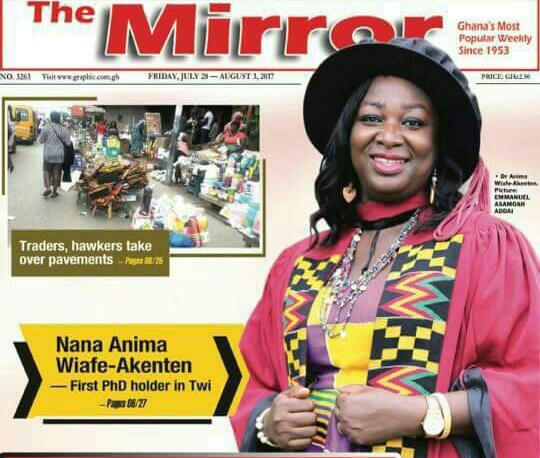 The Mirror
Ghana's Most
Popular Weekly
Since 1953
NO. 3263 Visit www.graphic.com.gh FRIDAY, JULY 28 — AUGUST 3, 2017 PRICE: GH¢2.90
• Dr Anima
Wiafe-Akenten.
Picture:
EMMANUEL
ASAMOAH
ADDAI
Traders, hawkers take
over pavements – Pages 08/25
Nana Anima
Wiafe-Akenten
— First PhD holder in Twi
– Pages 06/27